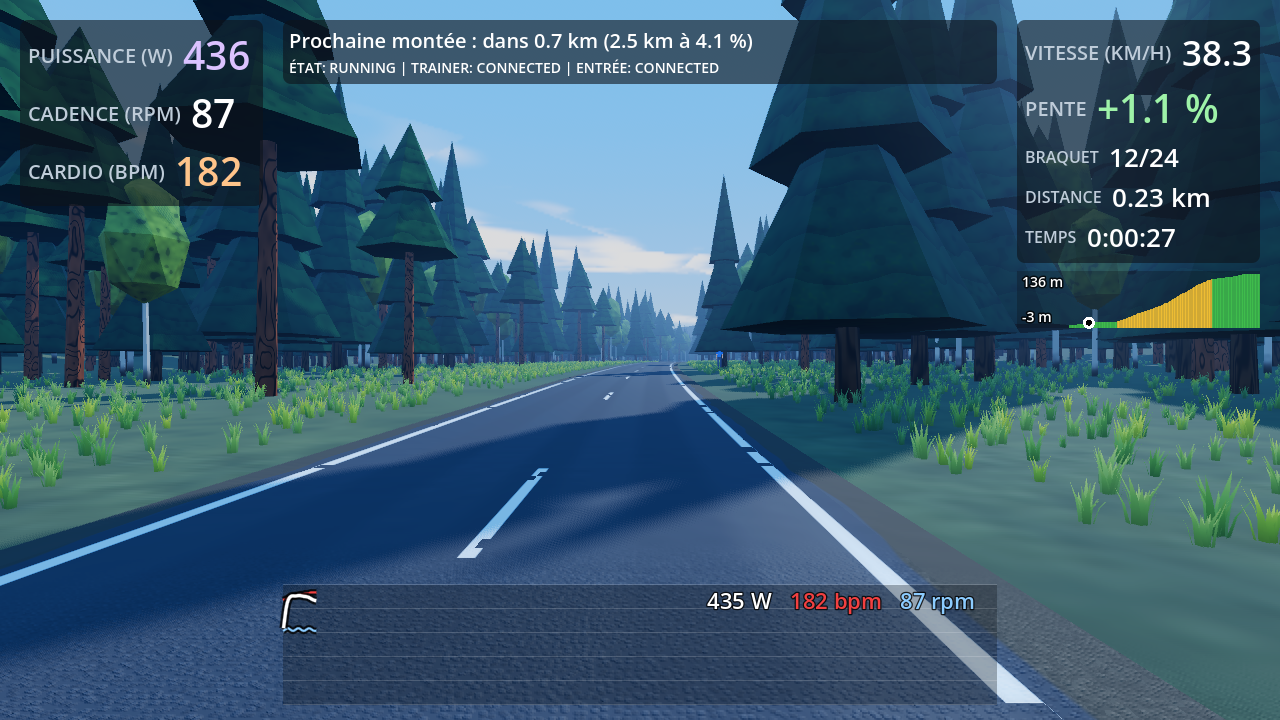 PUISSANCE (W) 436
CADENCE (RPM) 87
CARDIO (BPM) 182
Prochaine montée : dans 0.7 km (2.5 km à 4.1 %)
ÉTAT: RUNNING | TRAINER: CONNECTED | ENTRÉE: CONNECTED
VITESSE (KM/H) 38.3
PENTE +1.1 %
BRAQUET 12/24
DISTANCE 0.23 km
TEMPS 0:00:27
136 m
-3 m
435 W 182 bpm 87 rpm